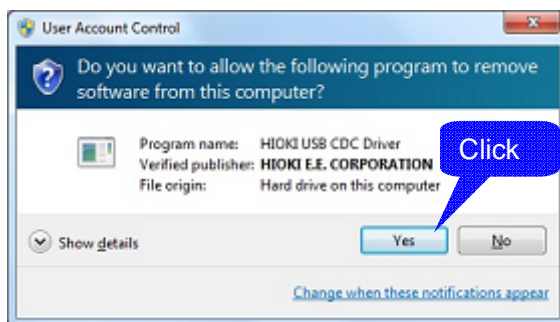 User Account Control
Do you want to allow the following program to remove
software from this computer?
Program name: HIOKI USB CDC Driver
Verified publisher: HIOKI E.E. CORPORATION
File origin: Hard drive on this computer
Click
Show details
Yes
No
Change when these notifications appear